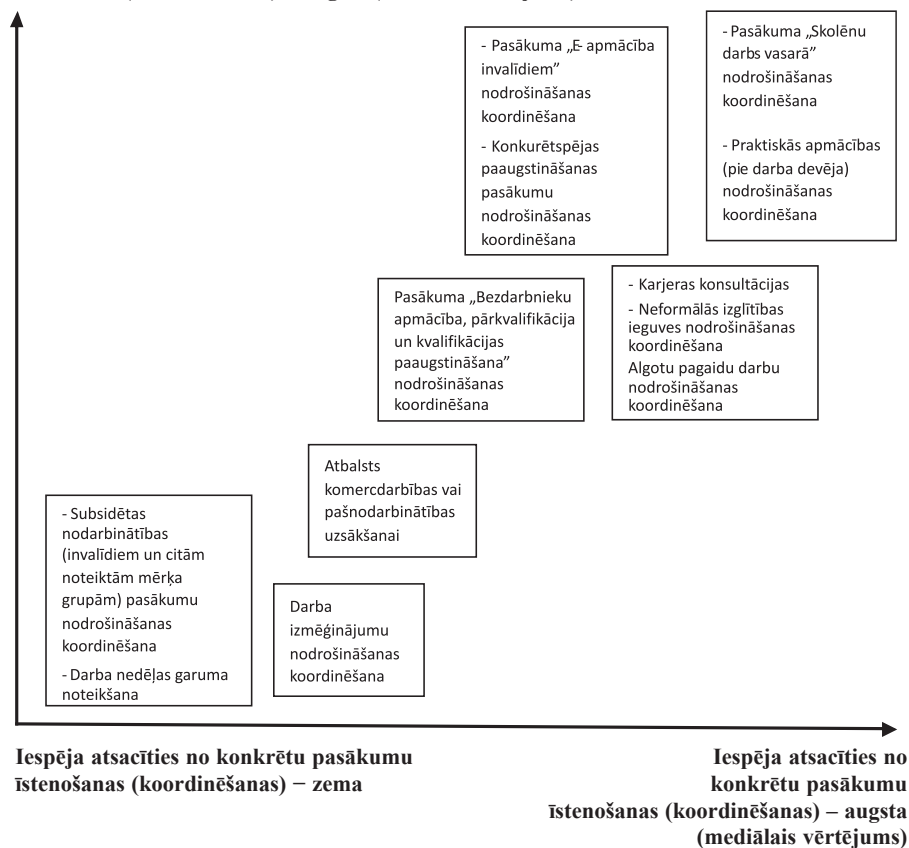 - Pasākuma „E- apmācība
invalīdiem”
nodrošināšanas
koordinēšana
- Konkurētspējas
paaugstināšanas
pasākumu
nodrošināšanas
koordinēšana
- Pasākuma „Skolēnu
darbs vasarā”
nodrošināšanas
koordinēšana
- Praktiskās apmācības
(pie darba devēja)
nodrošināšanas
koordinēšana
Pasākuma „Bezdarbnieku
apmācība, pārkvalifikācija
un kvalifikācijas
paaugstināšana”
nodrošināšanas
koordinēšana
- Karjeras konsultācijas
- Neformālās izglītības
ieguves nodrošināšanas
koordinēšana
Algotu pagaidu darbu
nodrošināšanas
koordinēšana
Atbalsts
komercdarbības vai
pašnodarbinātības
uzsākšanai
- Subsidētas
nodarbinātības
(invalīdiem un citām
noteiktām mērķa
grupām) pasākumu
nodrošināšanas
koordinēšana
- Darba nedēļas garuma
noteikšana
Darba
izmēģinājumu
nodrošināšanas
koordinēšana
Iespēja atsacīties no konkrētu pasākumu
īstenošanas (koordinēšanas) − zema
Iespēja atsacīties no
konkrētu pasākumu
īstenošanas (koordinēšanas) – augsta
(mediālais vērtējums)